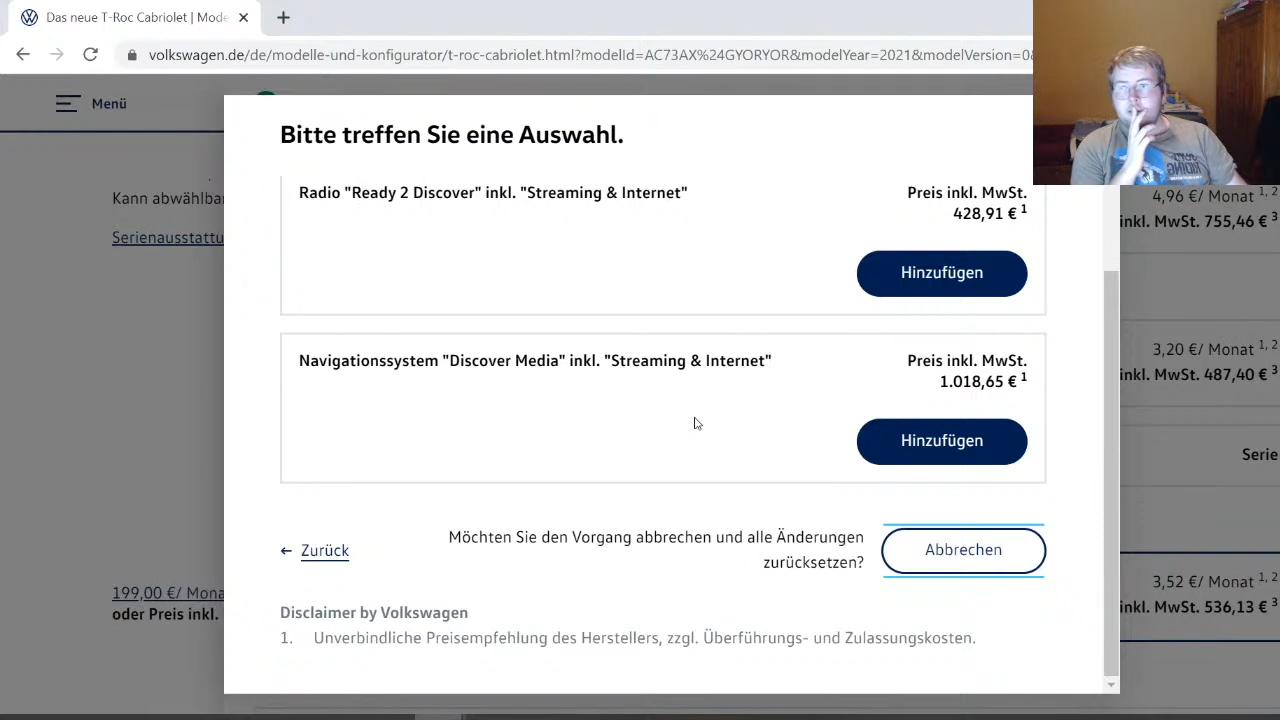 Das neue T-Roc Cabriolet | Mode
volkswagen.de/de/modelle-und-konfigurator/t-roc-cabriolet.html?modelId=AC73AX%24GYORYOR&modelYear=2021&modelVersion=0&
Menü
Bitte treffen Sie eine Auswahl.
Kann abwählba
Serienausstattu
Radio "Ready 2 Discover" inkl. "Streaming & Internet"
Preis inkl. MwSt.
428,91 € 1
Hinzufügen
4,96 €/ Monat 1, 2
inkl. MwSt. 755,46 € 3
Navigationssystem "Discover Media" inkl. "Streaming & Internet"
Preis inkl. MwSt.
1.018,65 € 1
Hinzufügen
3,20 €/ Monat 1, 2
inkl. MwSt. 487,40 € 3
Serie
← Zurück
Möchten Sie den Vorgang abbrechen und alle Änderungen
zurücksetzen?
Abbrechen
199,00 €/ Mona
oder Preis inkl.
3,52 €/ Monat 1, 2
inkl. MwSt. 536,13 € 3
Disclaimer by Volkswagen
1. Unverbindliche Preisempfehlung des Herstellers, zzgl. Überführungs- und Zulassungskosten.